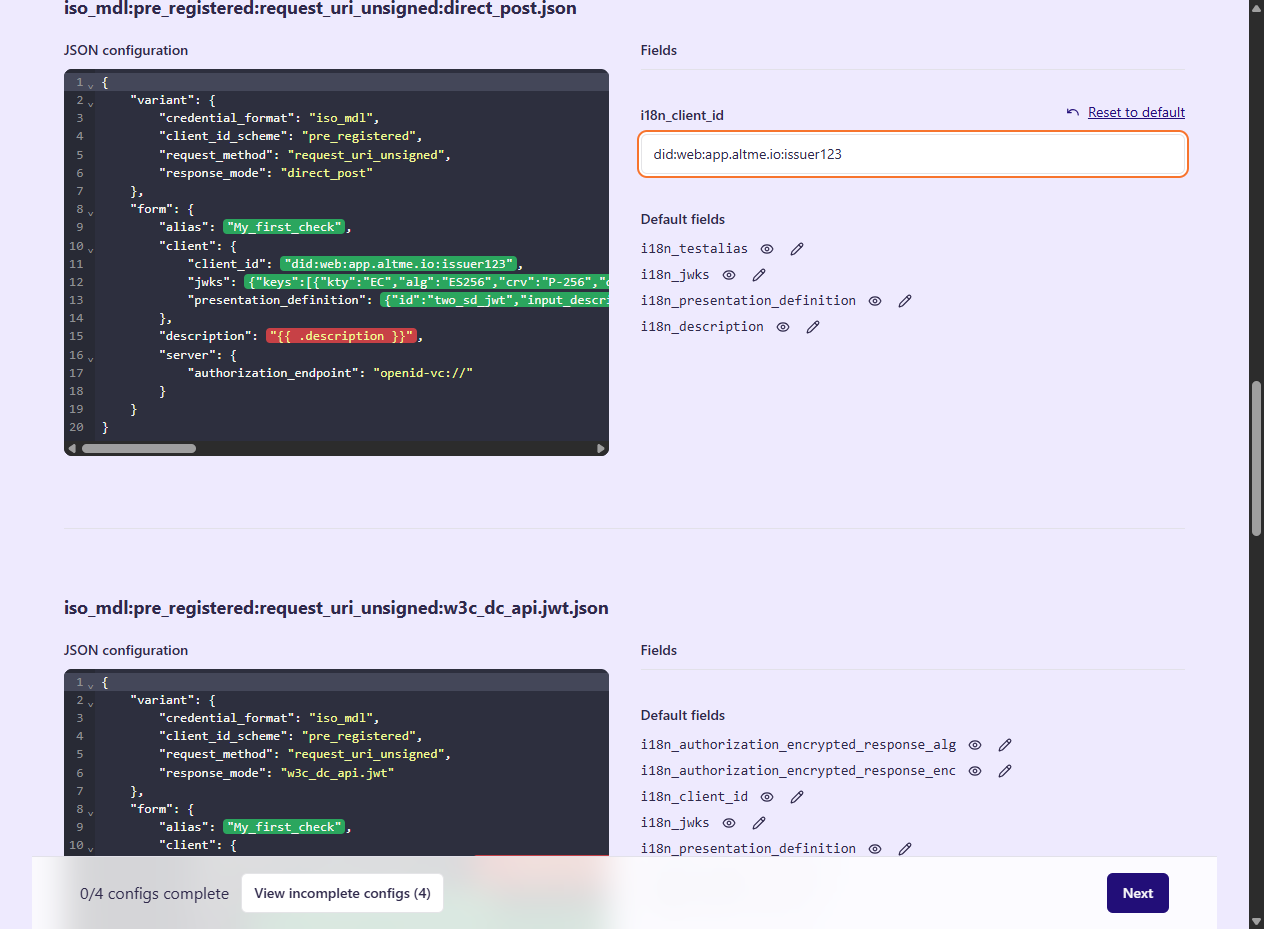 iso_mdl:pre_registered:request_uri_unsigned:direct_post.json
JSON configuration
1 {
2 "variant": {
3 "credential_format": "iso_mdl",
4 "client_id_scheme": "pre_registered",
5 "request_method": "request_uri_unsigned",
6 "response_mode": "direct_post"
7 },
8 "form": {
9 "alias": "My_first_check",
10 "client": {
11 "client_id": "did:web:app.altme.io:issuer123",
12 "jwks": {"keys":[{"kty":"EC","alg":"ES256","crv":"P-256",
13 "presentation_definition": {"id":"two_sd_jwt","input_descri
14 },
15 "description": "{{ .description }}",
16 "server": {
17 "authorization_endpoint": "openid-vc://"
18 }
19 }
20 }
Fields
i18n_client_id
Reset to default
did:web:app.altme.io:issuer123
Default fields
i18n_testalias
i18n_jwks
i18n_presentation_definition
i18n_description
iso_mdl:pre_registered:request_uri_unsigned:w3c_dc_api.jwt.json
JSON configuration
1 {
2 "variant": {
3 "credential_format": "iso_mdl",
4 "client_id_scheme": "pre_registered",
5 "request_method": "request_uri_unsigned",
6 "response_mode": "w3c_dc_api.jwt"
7 },
8 "form": {
9 "alias": "My_first_check",
10 "client": {
Fields
Default fields
i18n_authorization_encrypted_response_alg
i18n_authorization_encrypted_response_enc
i18n_client_id
i18n_jwks
i18n_presentation_definition
0/4 configs complete
View incomplete configs (4)
Next